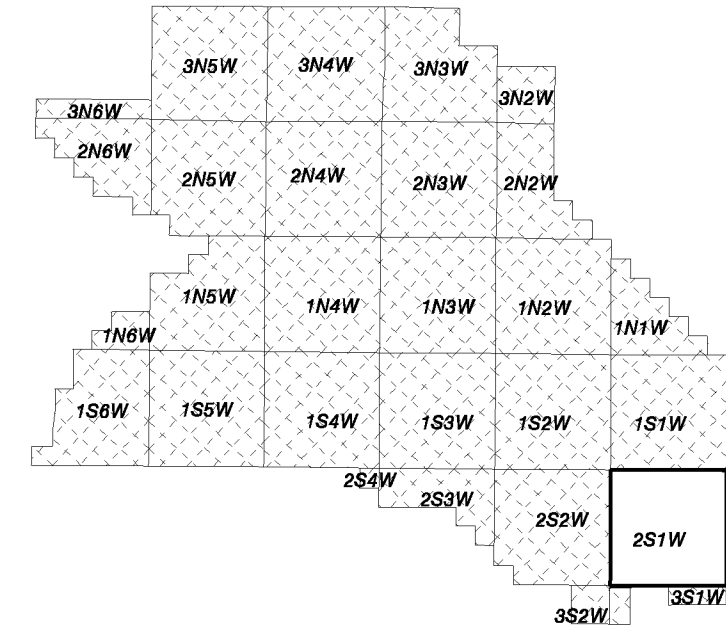 3N5W 3N4W 3N3W
3N2W
3N6W
2N6W 2N5W 2N4W 2N3W 2N2W
1N6W 1N5W 1N4W 1N3W 1N2W 1N1W
1S6W 1S5W 1S4W 1S3W 1S2W 1S1W
2S4W 2S3W 2S2W 2S1W
3S2W 3S1W